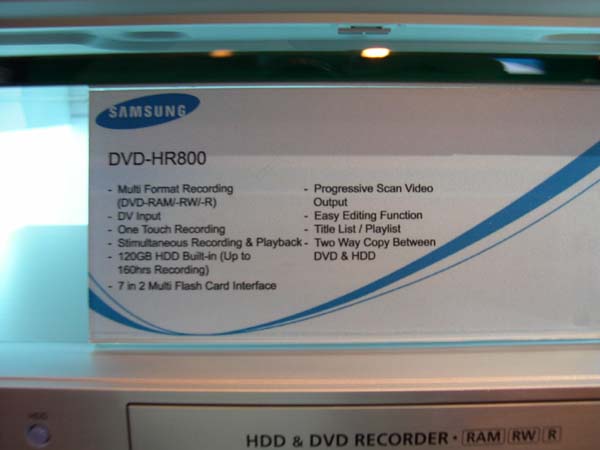 SAMSUNG
DVD-HR800
- Multi Format Recording
(DVD-RAM/-RW/-R)
- DV Input
- One Touch Recording
- Stimultaneous Recording & Playback
- 120GB HDD Built-in (Up to
160hrs Recording)
- 7 in 2 Multi Flash Card Interface
- Progressive Scan Video
Output
- Easy Editing Function
- Title List / Playlist
- Two Way Copy Between
DVD & HDD
HDD
HDD & DVD RECORDER • RAM RW R